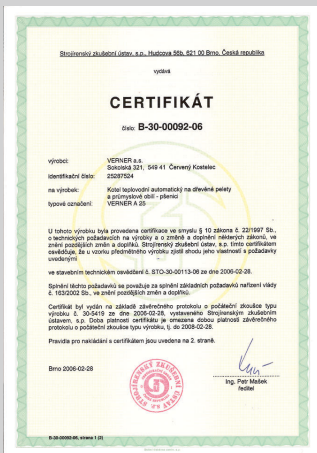 Strojírenský zkušební ústav, s.p., Hudcova 56b, 621 00 Brno, Česká republika
vydává
CERTIFIKÁT
číslo: B-30-00092-06
výrobci: VERNER a.s.
Sokolská 321, 549 41 Červený Kostelec
identifikační číslo: 25287524
na výrobek: Kotel teplovodní automatický na dřevěné pelety
a průmyslové obilí - pšenici
typové označení: VERNER A 25
U tohoto výrobku byla provedena certifikace ve smyslu § 10 zákona č. 22/1997 Sb.,
o technických požadavcích na výrobky a o změně a doplnění některých zákonů, ve
znění pozdějších změn a doplňků. Strojírenský zkušební ústav, s.p. tímto certifikátem
osvědčuje, že u vzorku předmětného výrobku zjistil shodu jeho vlastností s požadavky
uvedenými
ve stavebním technickém osvědčení č. STO-30-00113-06 ze dne 2006-02-28.
Splnění těchto požadavků se považuje za splnění základních požadavků nařízení vlády
č. 163/2002 Sb., ve znění pozdějších změn a doplňků.
Certifikát byl vydán na základě závěrečného protokolu o počáteční zkoušce typu
výrobku č. 30-5419 ze dne 2006-02-28, vystaveného Strojírenským zkušebním
ústavem, s.p. Doba platnosti certifikátu je omezena dobou platnosti závěrečného
protokolu o počáteční zkoušce typu výrobku, tj. do 2008-02-28.
Pravidla pro nakládání s certifikátem jsou uvedena na 2. straně.
Brno 2006-02-28
STROJÍRENSKÝ ZKUŠEBNÍ ÚSTAV s.p.
Ing. Petr Mašek
ředitel
B-30-00092-06, strana 1 (2)